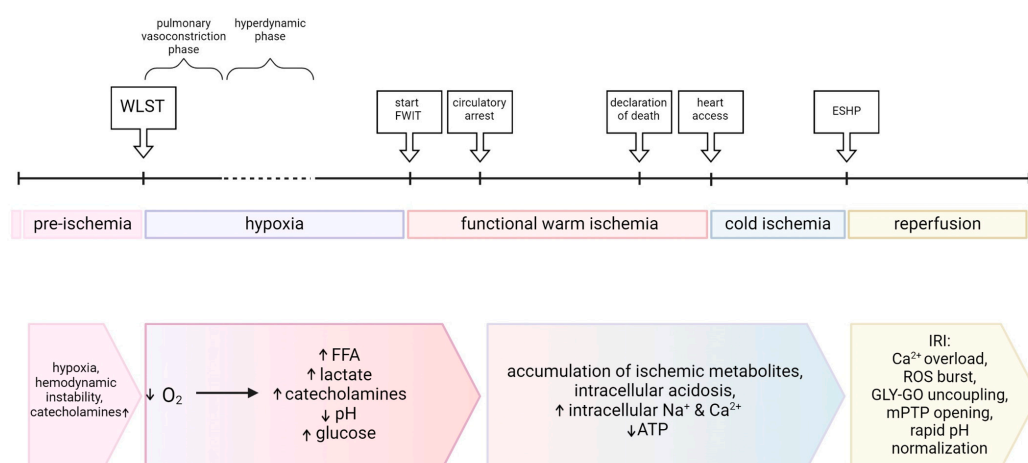 pulmonary
vasoconstriction
phase
hyperdynamic
phase
WLST
start
FWIT
circulatory
arrest
declaration
of death
heart
access
ESHP
pre-ischemia
hypoxia
functional warm ischemia
cold ischemia
reperfusion
hypoxia,
hemodynamic
instability,
catecholamines↑
↓ O₂
↑ FFA
↑ lactate
↑ catecholamines
↓ pH
↑ glucose
accumulation of ischemic metabolites,
intracellular acidosis,
↑ intracellular Na⁺ & Ca²⁺
↓ATP
IRI:
Ca²⁺ overload,
ROS burst,
GLY-GO uncoupling,
mPTP opening,
rapid pH
normalization